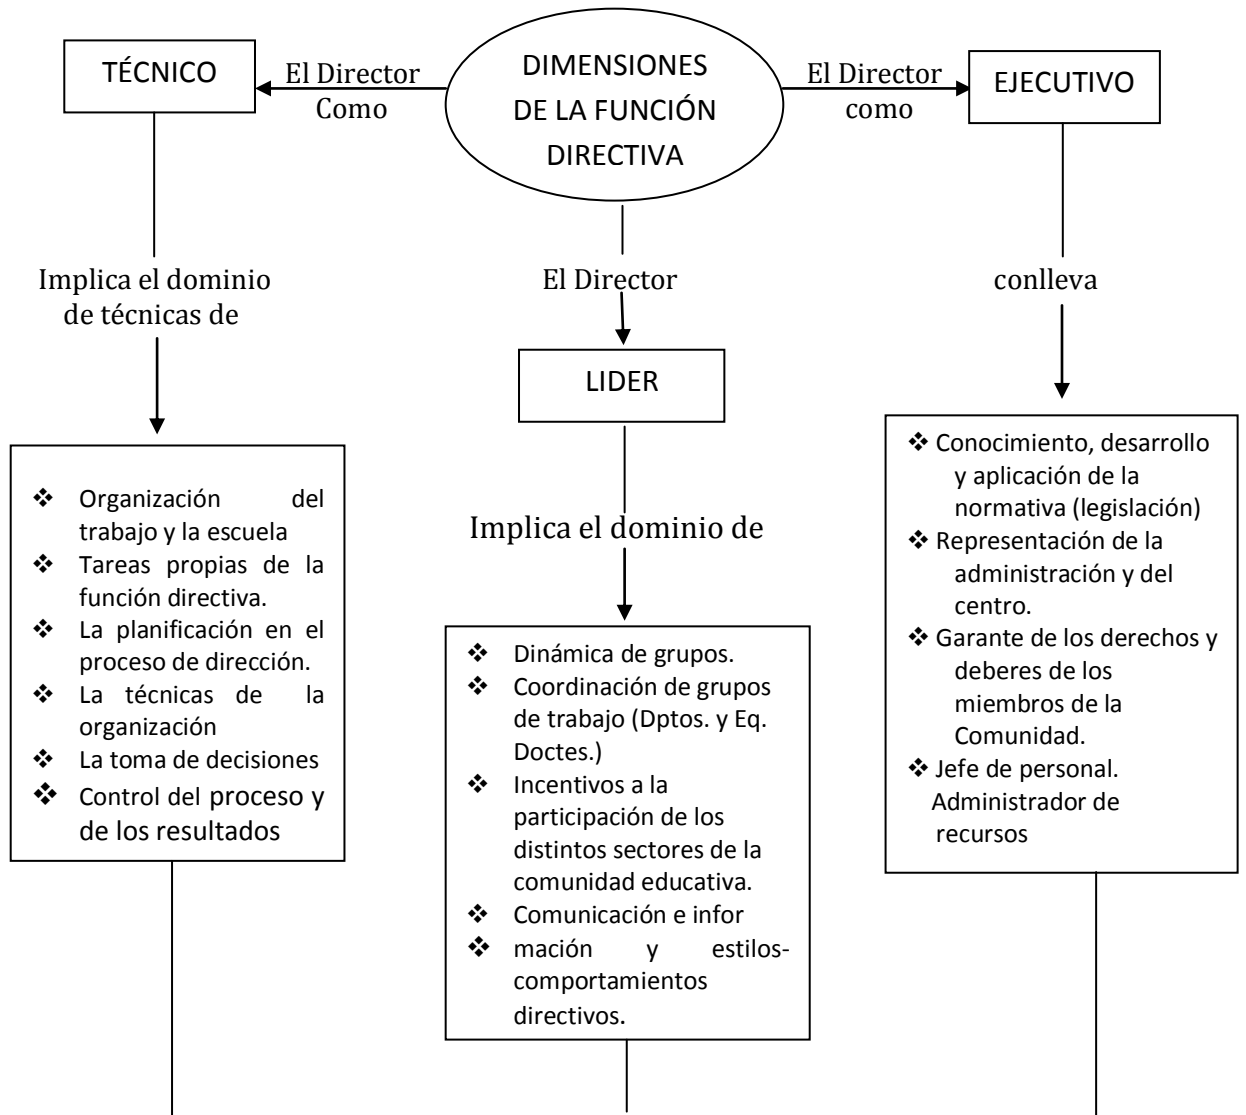 DIMENSIONES
DE LA FUNCIÓN
DIRECTIVA
El Director
Como
TÉCNICO
Implica el dominio
de técnicas de
❖ Organización del
trabajo y la escuela
❖ Tareas propias de la
función directiva.
❖ La planificación en el
proceso de dirección.
❖ La técnicas de la
organización
❖ La toma de decisiones
❖ Control del proceso y
de los resultados
El Director
LIDER
Implica el dominio de
❖ Dinámica de grupos.
❖ Coordinación de grupos
de trabajo (Dptos. y Eq.
Doctes.)
❖ Incentivos a la
participación de los
distintos sectores de la
comunidad educativa.
❖ Comunicación e infor
❖ mación y estilos-
comportamientos
directivos.
El Director
como
EJECUTIVO
conlleva
❖ Conocimiento, desarrollo
y aplicación de la
normativa (legislación)
❖ Representación de la
administración y del
centro.
❖ Garante de los derechos y
deberes de los
miembros de la
Comunidad.
❖ Jefe de personal.
Administrador de
recursos